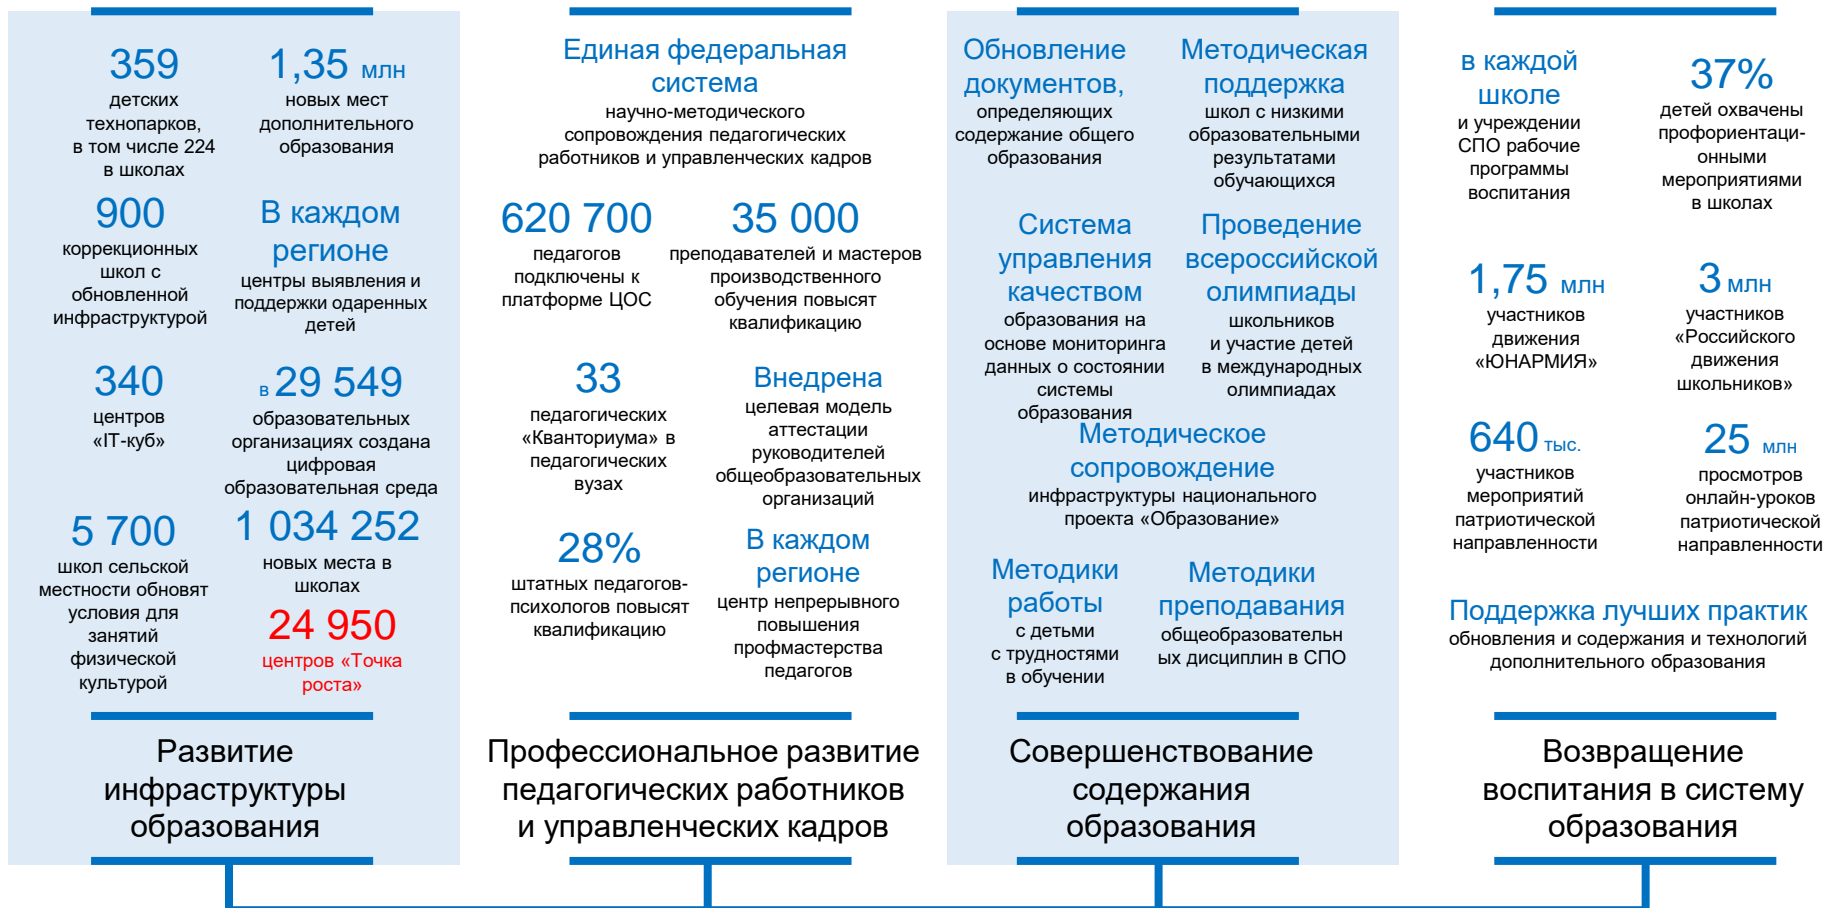 359
детских
технопарков,
в том числе 224
в школах
1,35 млн
новых мест
дополнительного
образования
900
коррекционных
школ с
обновленной
инфраструктурой
В каждом
регионе
центры выявления и
поддержки одаренных
детей
340
центров
«IT-куб»
в 29 549
образовательных
организациях создана
цифровая
образовательная среда
5 700
школ сельской
местности обновят
условия для
занятий
физической
культурой
1 034 252
новых места в
школах
24 950
центров «Точка
роста»
Развитие
инфраструктуры
образования
Единая федеральная
система
научно-методического
сопровождения педагогических
работников и управленческих кадров
620 700
педагогов
подключены к
платформе ЦОС
35 000
преподавателей и мастеров
производственного
обучения повысят
квалификацию
33
педагогических
«Кванториума» в
педагогических
вузах
Внедрена
целевая модель
аттестации
руководителей
общеобразовательных
организаций
28%
штатных педагогов-
психологов повысят
квалификацию
В каждом
регионе
центр непрерывного
повышения
профмастерства
педагогов
Профессиональное развитие
педагогических работников
и управленческих кадров
Обновление
документов,
определяющих
содержание общего
образования
Методическая
поддержка
школ с низкими
образовательными
результатами
обучающихся
Система
управления
качеством
образования на
основе мониторинга
данных о состоянии
системы
образования
Проведение
всероссийской
олимпиады
школьников
и участие детей
в международных
олимпиадах
Методическое
сопровождение
инфраструктуры национального
проекта «Образование»
Методики
работы
с детьми
с трудностями
в обучении
Методики
преподавания
общеобразовательн
ых дисциплин в СПО
Совершенствование
содержания
образования
в каждой
школе
и учреждении
СПО рабочие
программы
воспитания
37%
детей охвачены
профориентаци-
онными
мероприятиями
в школах
1,75 млн
участников
движения
«ЮНАРМИЯ»
3 млн
участников
«Российского
движения
школьников»
640 тыс.
участников
мероприятий
патриотической
направленности
25 млн
просмотров
онлайн-уроков
патриотической
направленности
Поддержка лучших практик
обновления и содержания и технологий
дополнительного образования
Возвращение
воспитания в систему
образования